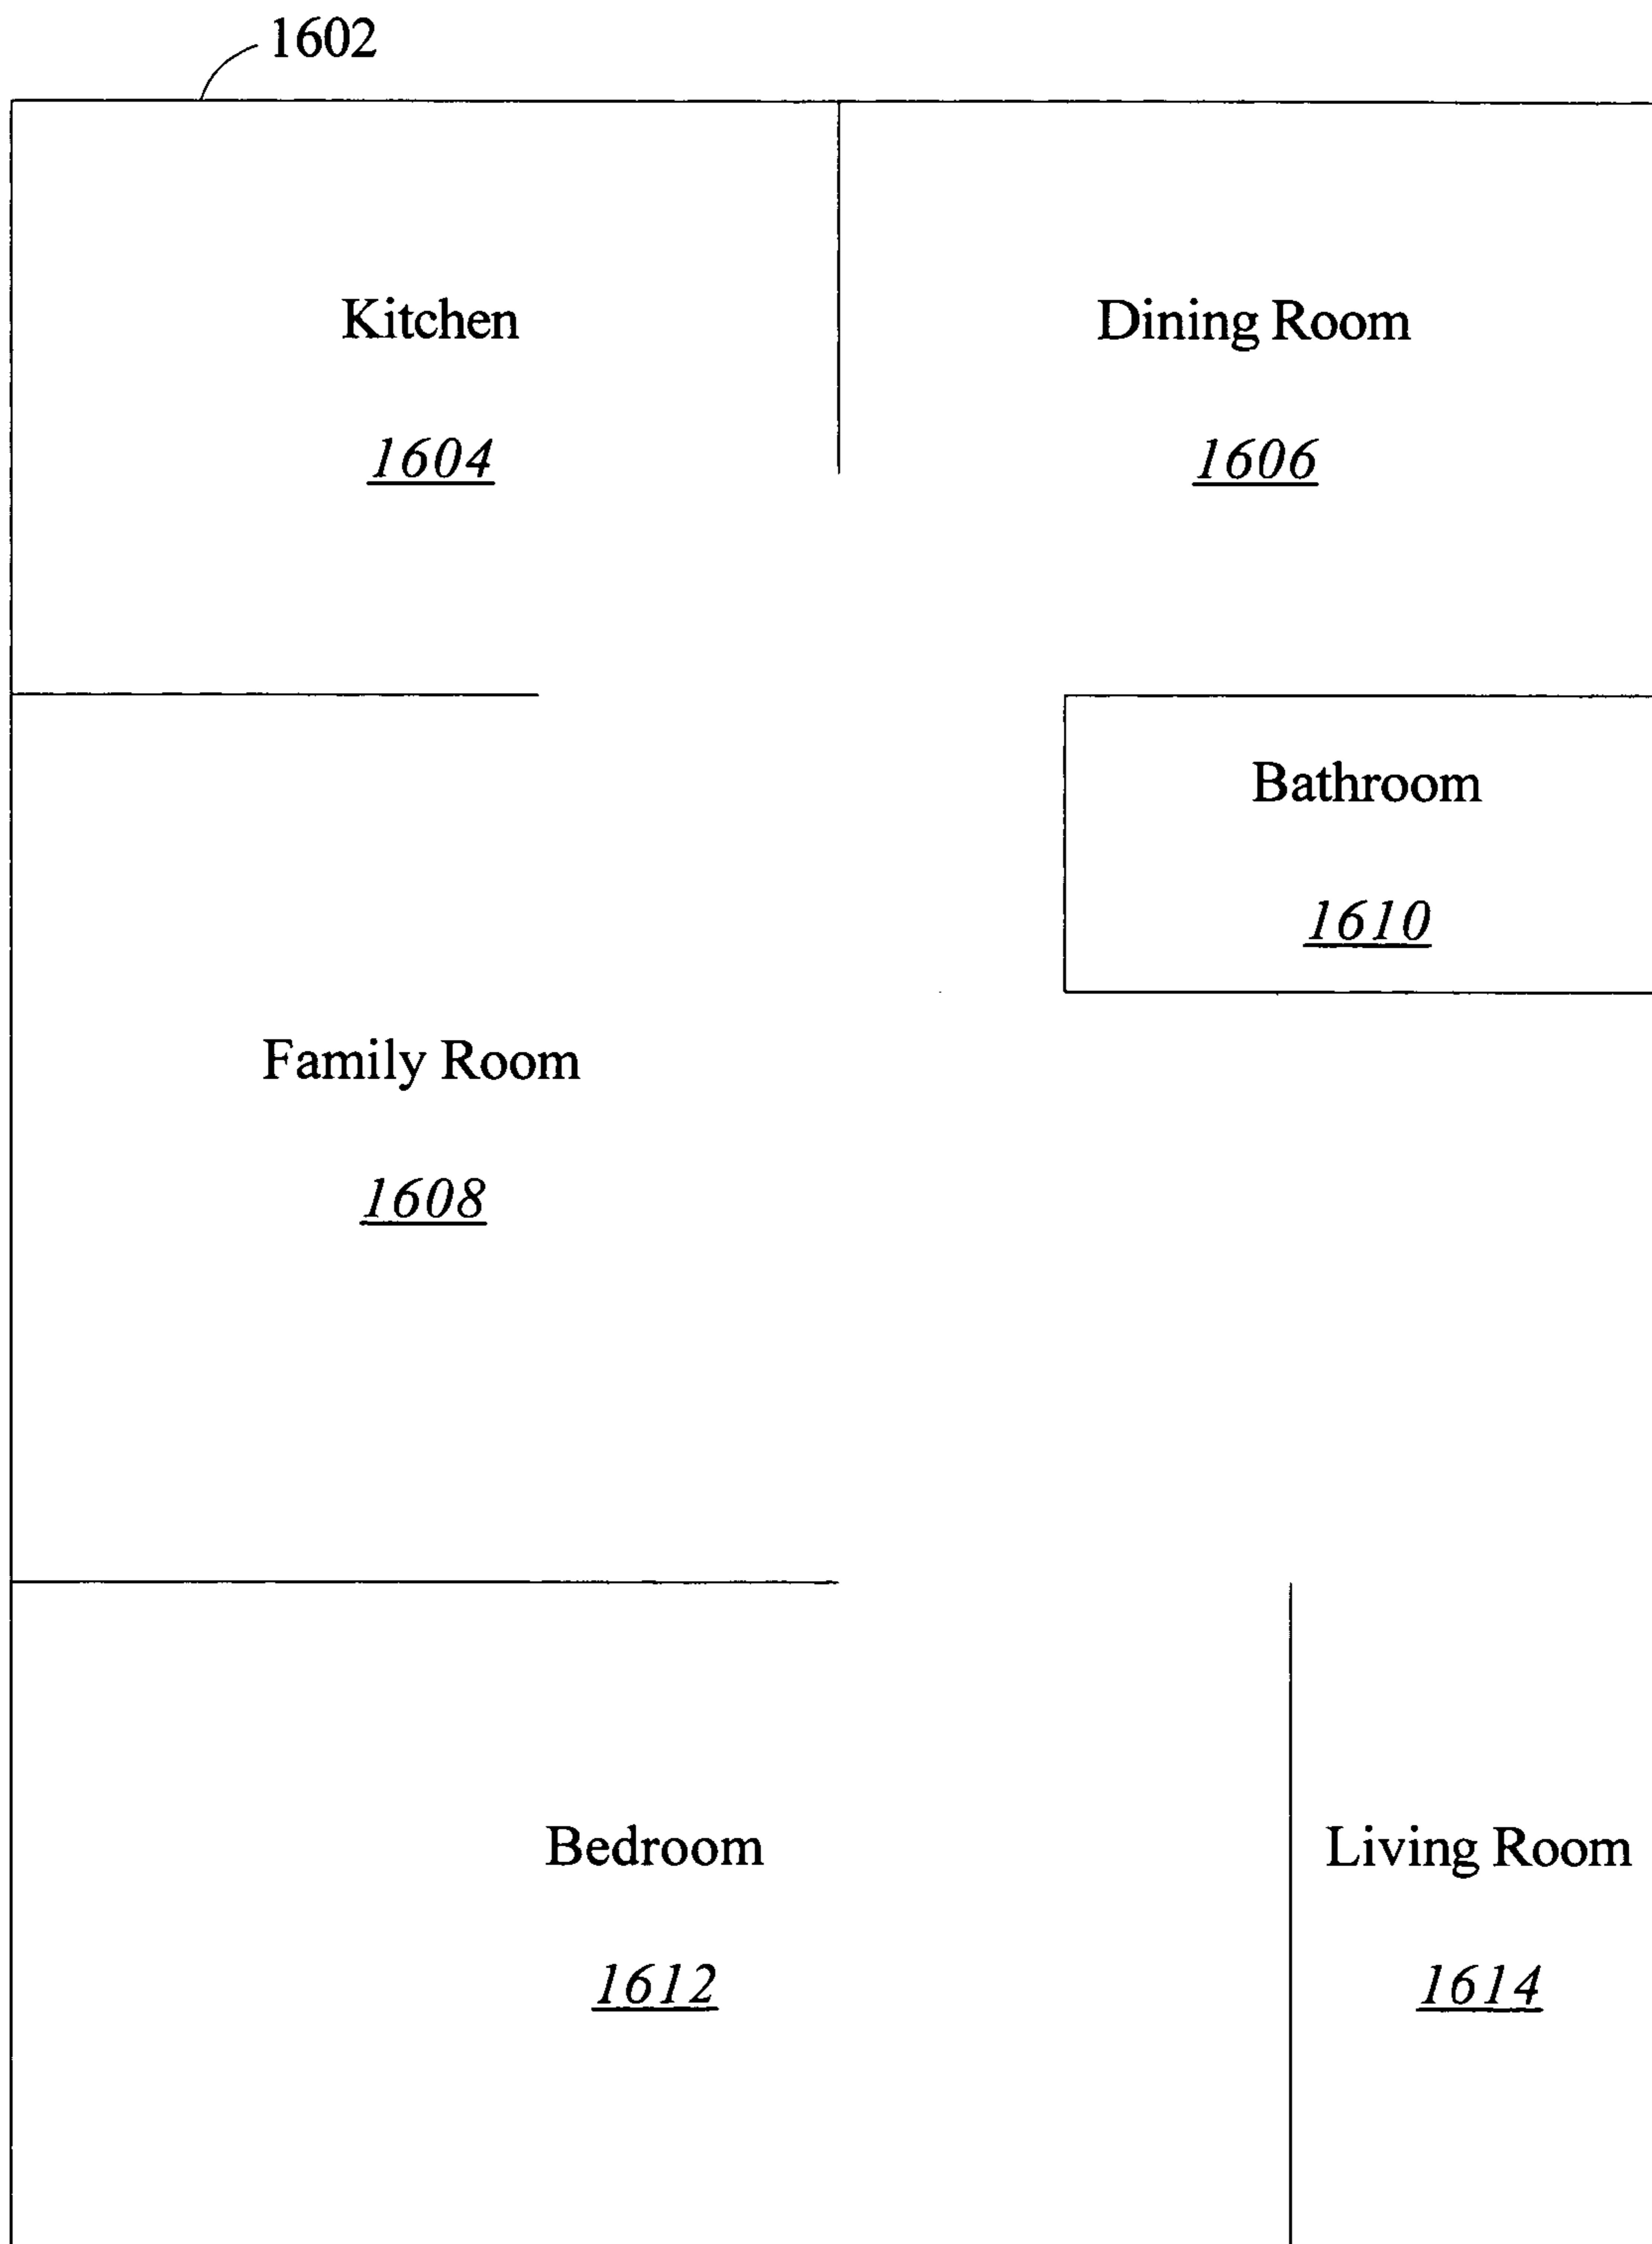 1602
Kitchen
1604
Dining Room
1606
Bathroom
1610
Family Room
1608
Bedroom
1612
Living Room
1614